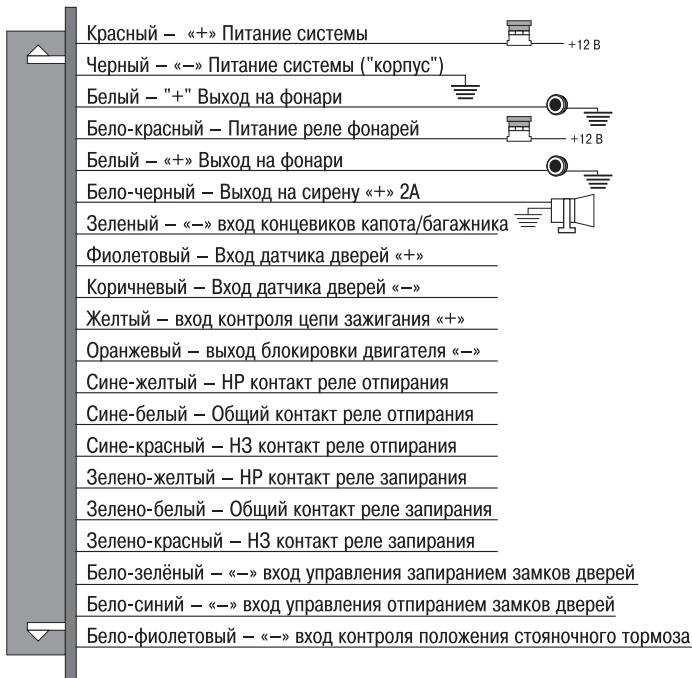 Красный – «+» Питание системы
+12 В
Черный – «–» Питание системы ("корпус")
Белый – "+" Выход на фонари
Бело-красный – Питание реле фонарей
+12 В
Белый – «+» Выход на фонари
Бело-черный – Выход на сирену «+» 2А
Зеленый – «–» вход концевиков капота/багажника
Фиолетовый – Вход датчика дверей «+»
Коричневый – Вход датчика дверей «–»
Желтый – вход контроля цепи зажигания «+»
Оранжевый – выход блокировки двигателя «–»
Сине-желтый – НР контакт реле отпирания
Сине-белый – Общий контакт реле отпирания
Сине-красный – НЗ контакт реле отпирания
Зелено-желтый – НР контакт реле запирания
Зелено-белый – Общий контакт реле запирания
Зелено-красный – НЗ контакт реле запирания
Бело-зелёный – «–» вход управления запиранием замков дверей
Бело-синий – «–» вход управления отпиранием замков дверей
Бело-фиолетовый – «–» вход контроля положения стояночного тормоза